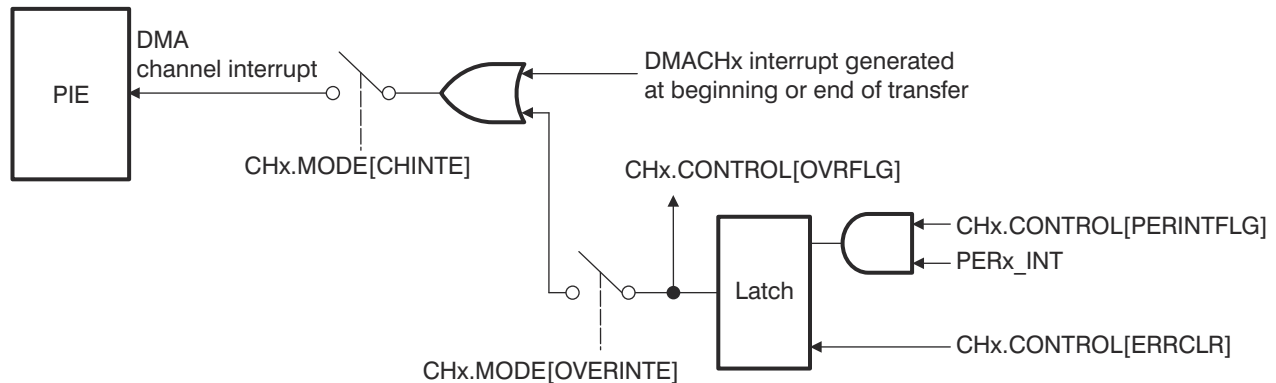 DMA
channel interrupt
PIE
DMACHx interrupt generated
at beginning or end of transfer
CHx.MODE[CHINTE]
CHx.CONTROL[OVRFLG]
CHx.CONTROL[PERINTFLG]
PERx_INT
Latch
CHx.CONTROL[ERRCLR]
CHx.MODE[OVERINTE]